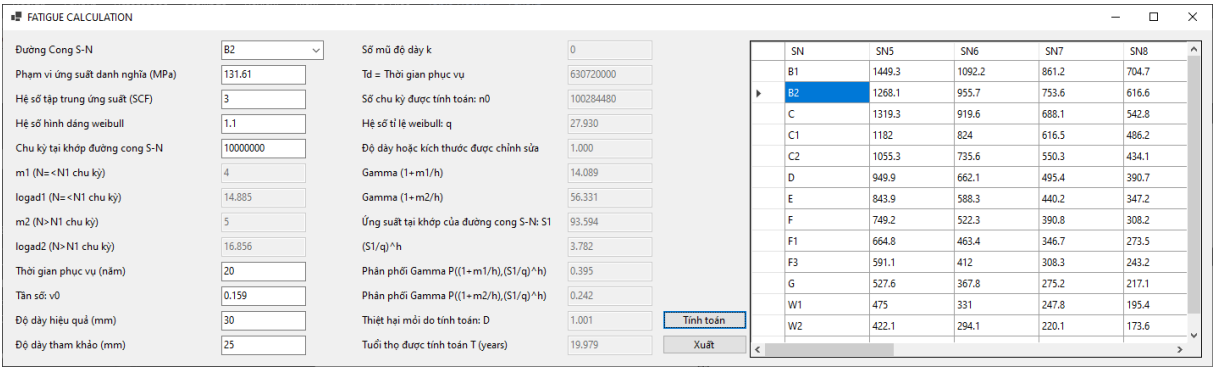 FATIGUE CALCULATION
Đường Cong S-N B2
Phạm vi ứng suất danh nghĩa (MPa) 131.61
Hệ số tập trung ứng suất (SCF) 3
Hệ số hình dáng weibull 1.1
Chu kỳ tại khớp đường cong S-N 10000000
m1 (N=<N1 chu kỳ) 4
logad1 (N=<N1 chu kỳ) 14.885
m2 (N>N1 chu kỳ) 5
logad2 (N>N1 chu kỳ) 16.856
Thời gian phục vụ (năm) 20
Tần số: v0 0.159
Độ dày hiệu quả (mm) 30
Độ dày tham khảo (mm) 25
Số mũ độ dày k 0
Td = Thời gian phục vụ 630720000
Số chu kỳ được tính toán: n0 100284480
Hệ số tỉ lệ weibull: q 27.930
Độ dày hoặc kích thước được chỉnh sửa 1.000
Gamma (1+m1/h) 14.089
Gamma (1+m2/h) 56.331
Ứng suất tại khớp của đường cong S-N: S1 93.594
(S1/q)^h 3.782
Phân phối Gamma P((1+m1/h),(S1/q)^h) 0.395
Phân phối Gamma P((1+m2/h),(S1/q)^h) 0.242
Thiệt hại mỏi do tính toán: D 1.001
Tuổi thọ được tính toán T (years) 19.979
Tính toán
Xuất
SN SN5 SN6 SN7 SN8
B1 1449.3 1092.2 861.2 704.7
B2 1268.1 955.7 753.6 616.6
C 1319.3 919.6 688.1 542.8
C1 1182 824 616.5 486.2
C2 1055.3 735.6 550.3 434.1
D 949.9 662.1 495.4 390.7
E 843.9 588.3 440.2 347.2
F 749.2 522.3 390.8 308.2
F1 664.8 463.4 346.7 273.5
F3 591.1 412 308.3 243.2
G 527.6 367.8 275.2 217.1
W1 475 331 247.8 195.4
W2 422.1 294.1 220.1 173.6